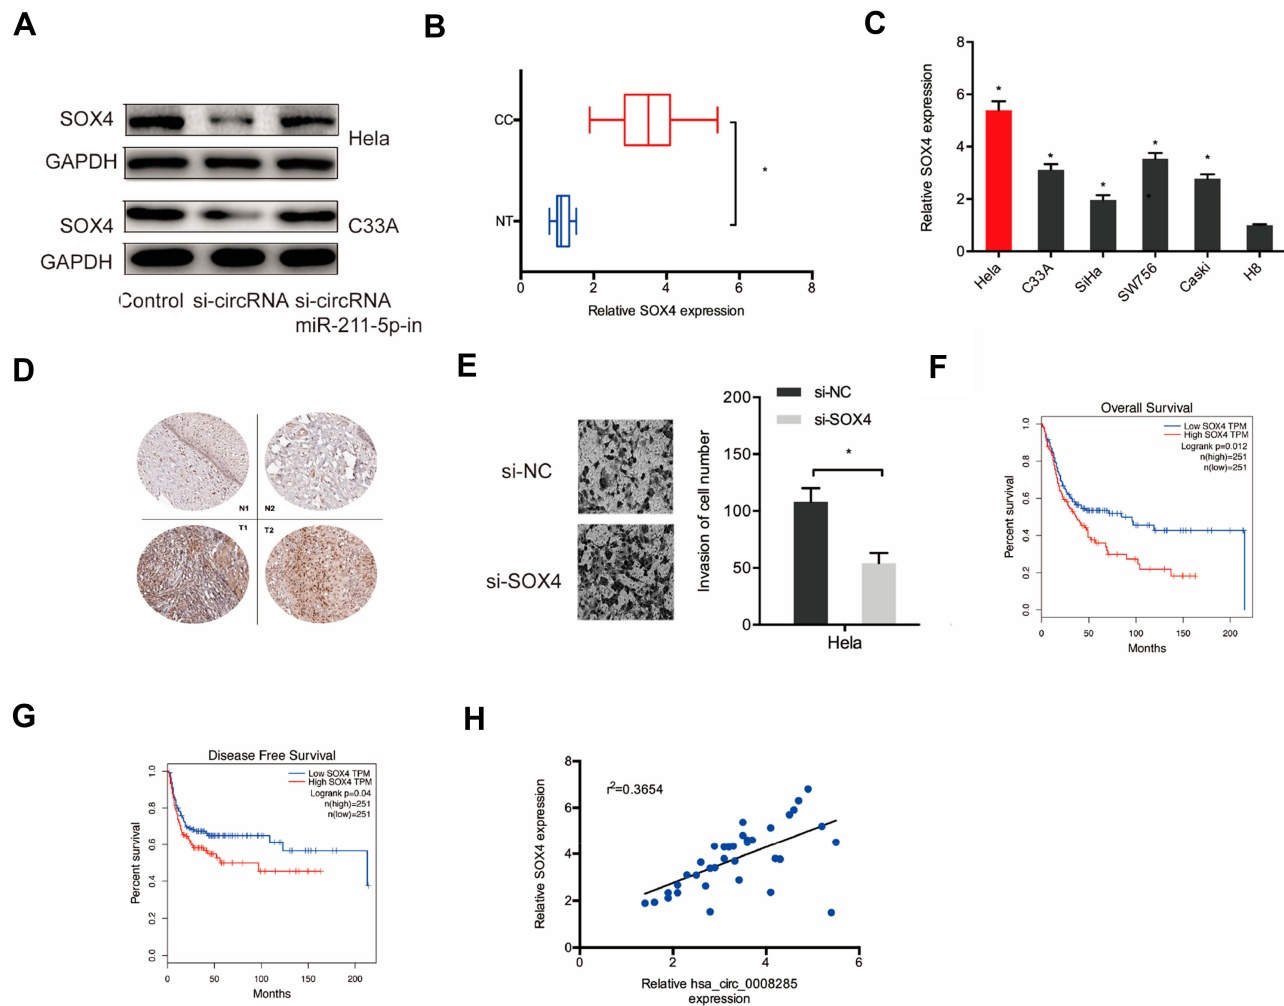 A
SOX4
GAPDH
Hela
SOX4
GAPDH
C33A
Control si-circRNA si-circRNA
miR-211-5p-in
B
CC
NT
*
0 2 4 6 8
Relative SOX4 expression
C
Relative SOX4 expression
8
6
4
2
0
* * * * * *
Hela C33A SiHa SW756 Caski H8
D
N1 N2
T1 T2
E
si-NC
si-SOX4
Invasion of cell number
200
150
100
50
0
si-NC
si-SOX4
*
Hela
F
Overall Survival
Low SOX4 TPM
High SOX4 TPM
Logrank p=0.012
n(high)=251
n(low)=251
Percent survival
1.0
0.8
0.6
0.4
0.2
0.0
0 50 100 150 200
Months
G
Disease Free Survival
Low SOX4 TPM
High SOX4 TPM
Logrank p=0.04
n(high)=251
n(low)=251
Percent survival
1.0
0.8
0.6
0.4
0.2
0.0
0 50 100 150 200
Months
H
r²=0.3654
Relative SOX4 expression
8
6
4
2
0
0 2 4 6
Relative hsa_circ_0008285
expression